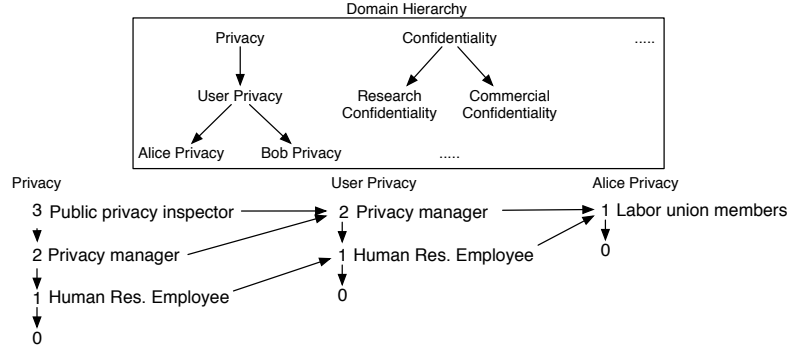 Domain Hierarchy
Privacy
Confidentiality
.....
User Privacy
Research
Confidentiality
Commercial
Confidentiality
Alice Privacy
Bob Privacy
.....
Privacy
User Privacy
Alice Privacy
3 Public privacy inspector
2 Privacy manager
1 Labor union members
2 Privacy manager
1 Human Res. Employee
0
1 Human Res. Employee
0
0